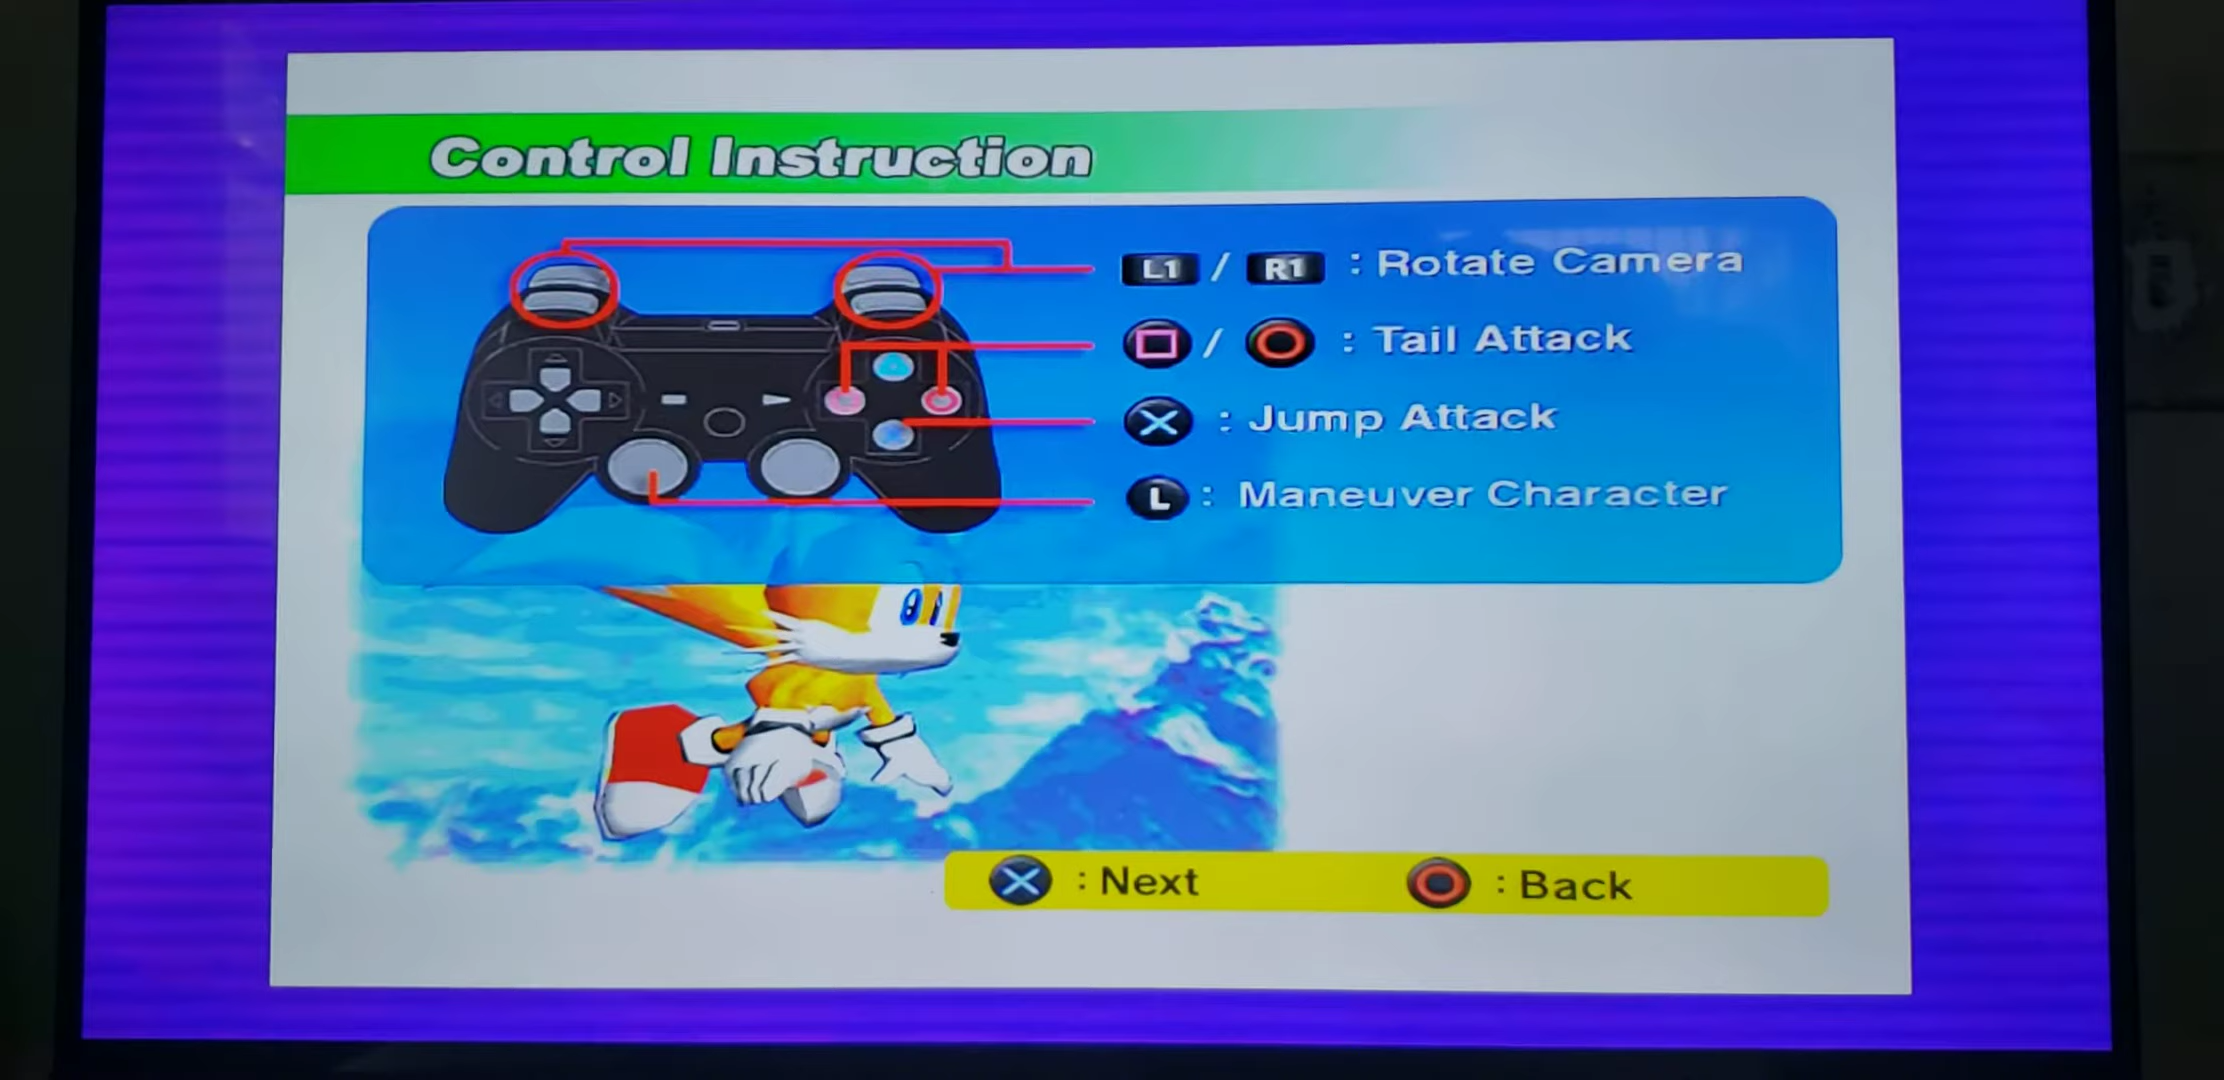 Control Instruction
L1 / R1 : Rotate Camera
/ : Tail Attack
: Jump Attack
L : Maneuver Character
: Next : Back